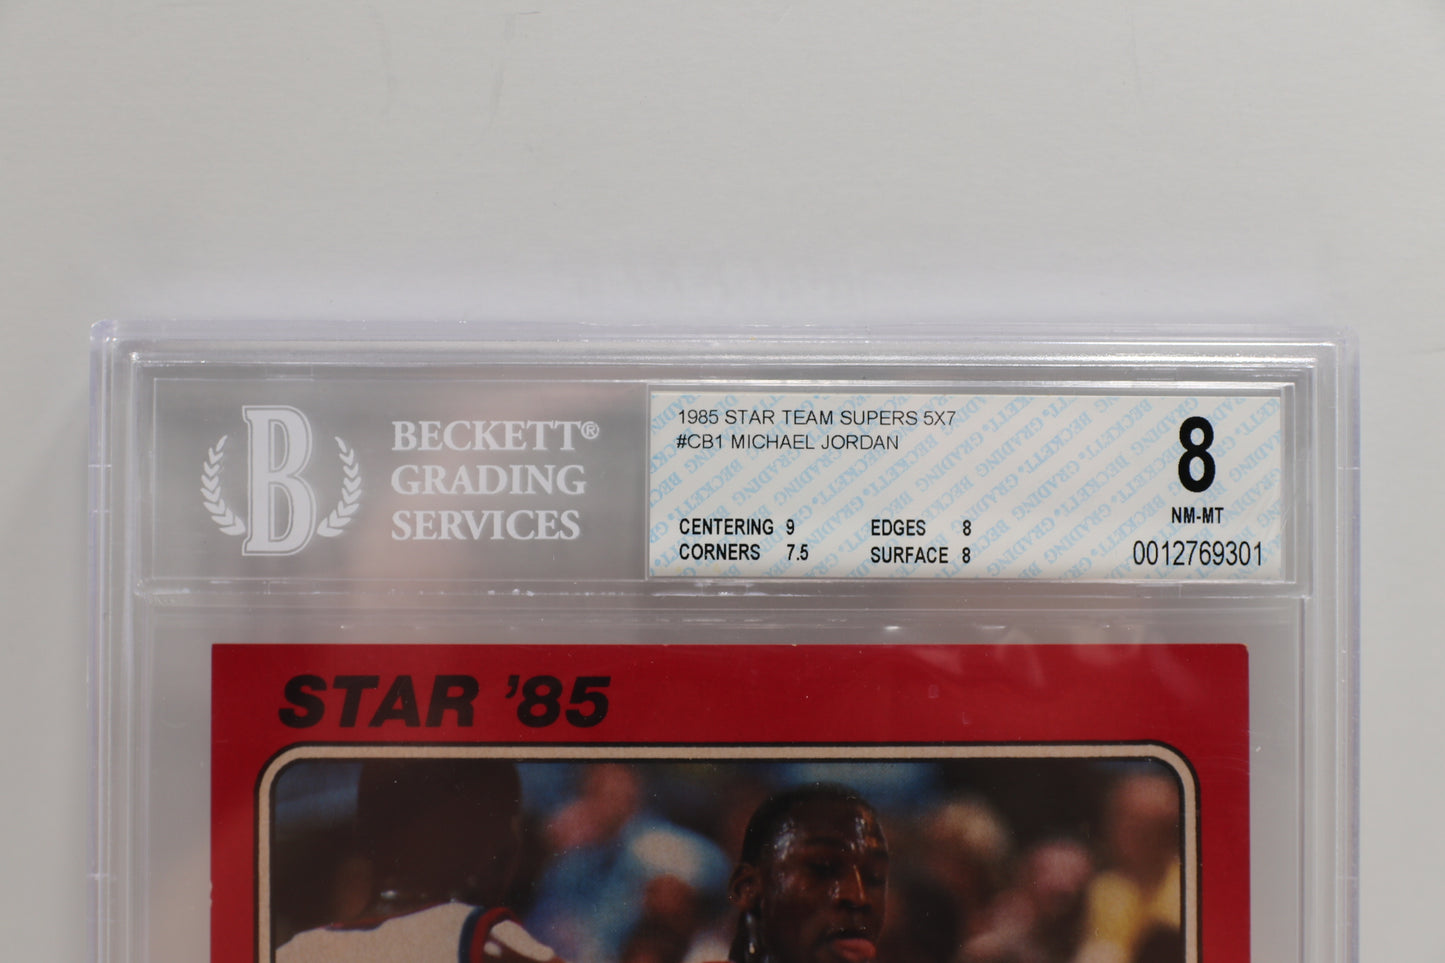 B
BECKETT®
GRADING
SERVICES
1985 STAR TEAM SUPERS 5X7
#CB1 MICHAEL JORDAN
8
NM-MT
CENTERING 9 EDGES 8
CORNERS 7.5 SURFACE 8
0012769301
STAR '85